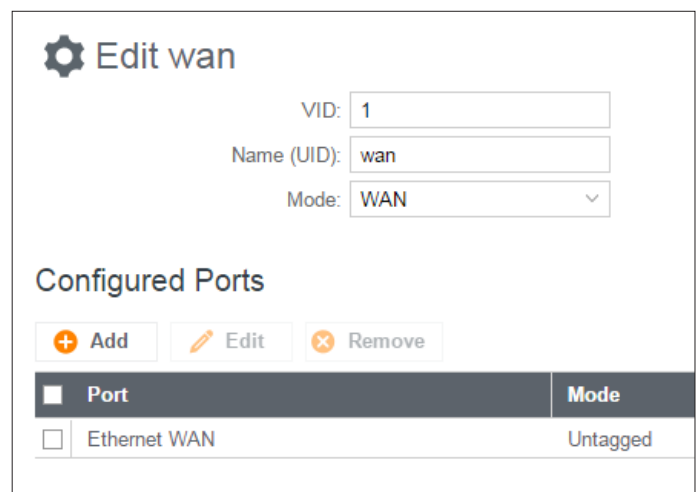 Edit wan
VID: 1
Name (UID): wan
Mode: WAN
Configured Ports
Add Edit Remove
Port Mode
Ethernet WAN Untagged